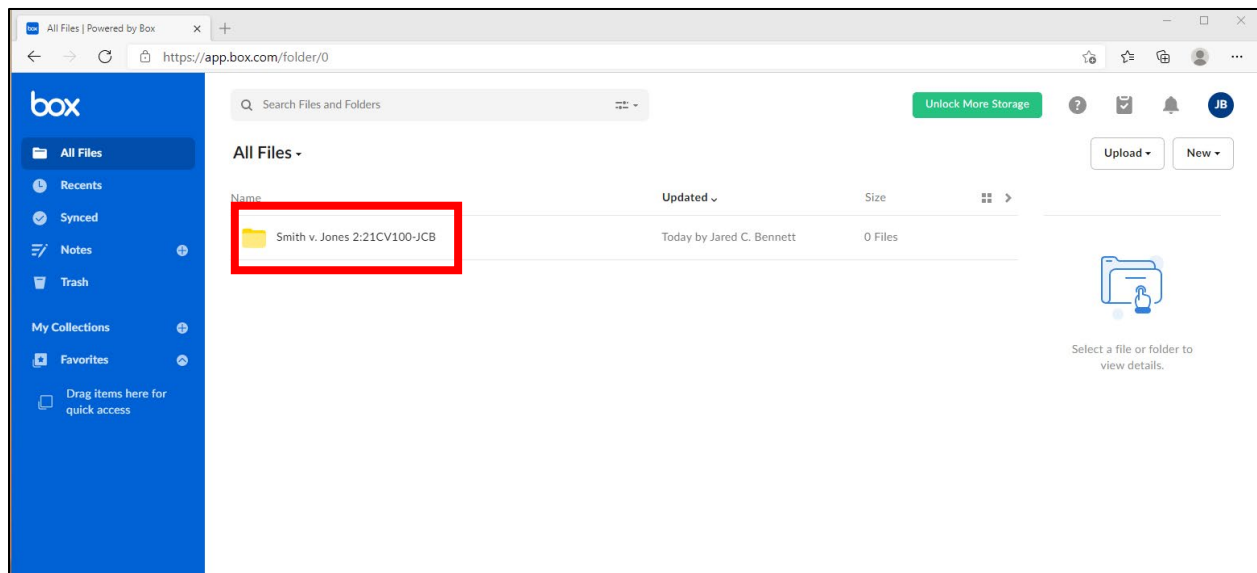 All Files | Powered by Box
https://app.box.com/folder/0
box
Search Files and Folders
Unlock More Storage
?
JB
All Files
Recents
Synced
Notes
Trash
My Collections
Favorites
Drag items here for
quick access
All Files
Upload
New
Name
Updated
Size
Smith v. Jones 2:21CV100-JCB
Today by Jared C. Bennett
0 Files
Select a file or folder to
view details.